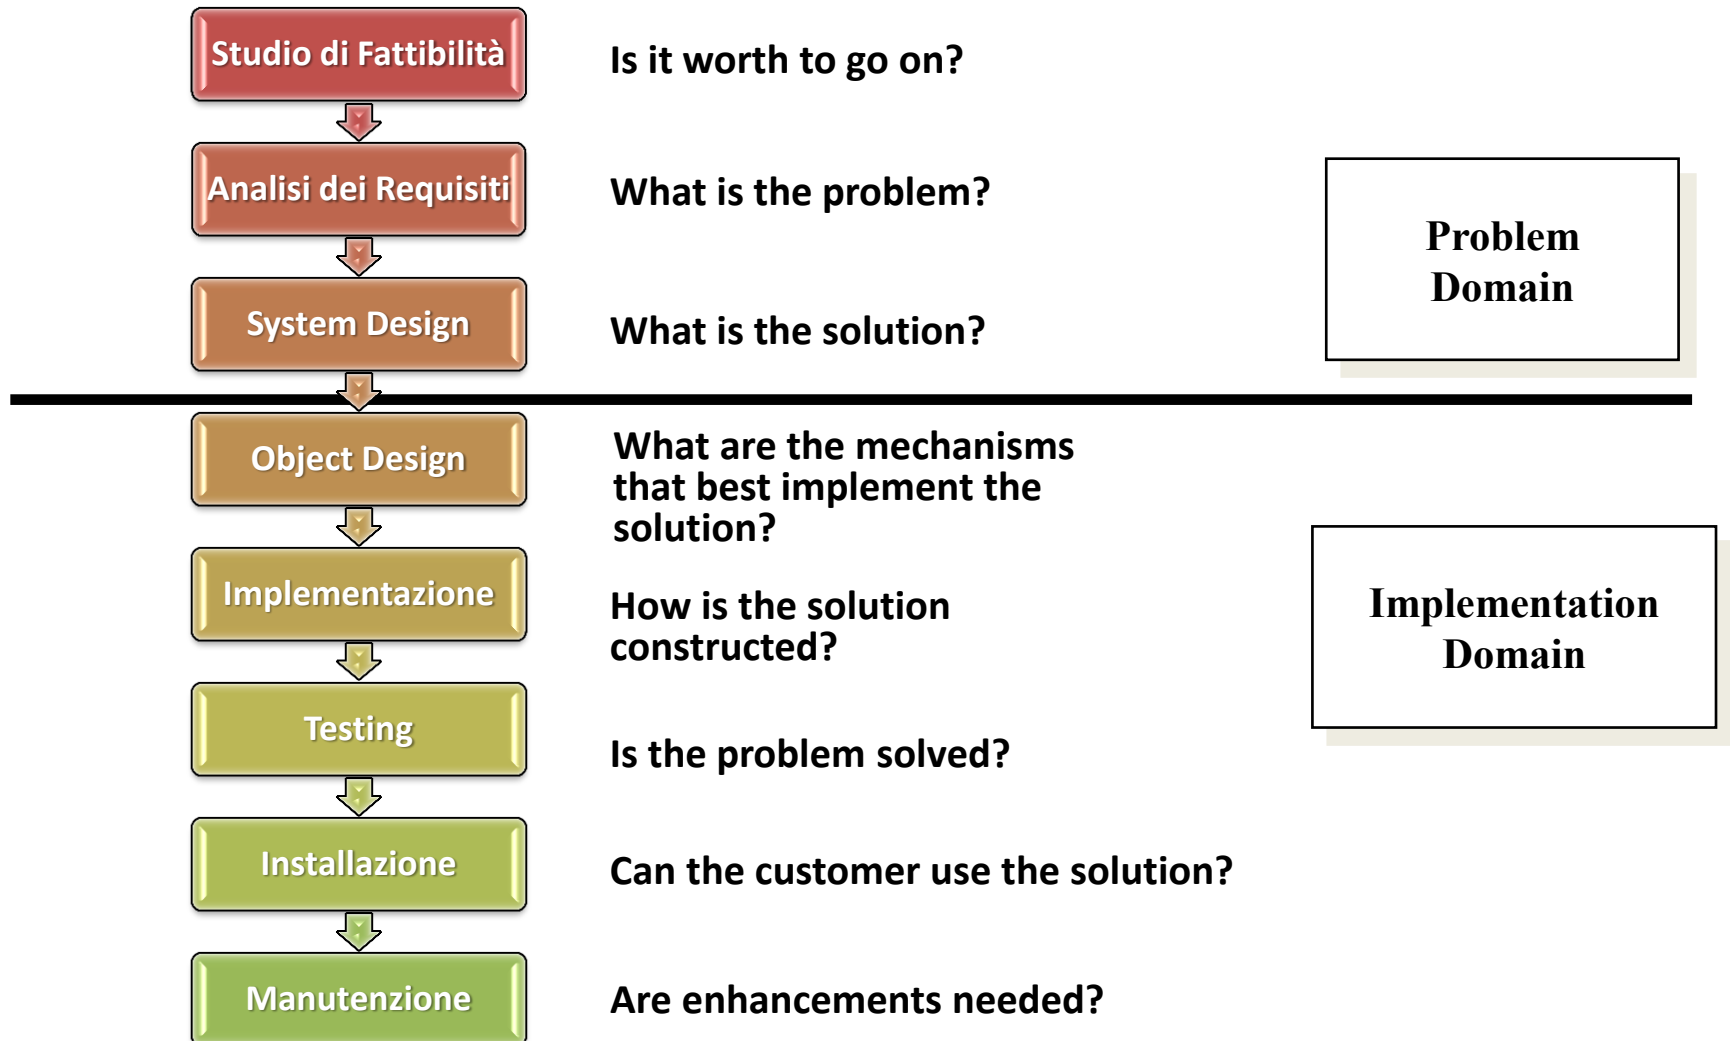 Studio di Fattibilità
Is it worth to go on?
Analisi dei Requisiti
What is the problem?
Problem
Domain
System Design
What is the solution?
Object Design
What are the mechanisms
that best implement the
solution?
Implementazione
How is the solution
constructed?
Implementation
Domain
Testing
Is the problem solved?
Installazione
Can the customer use the solution?
Manutenzione
Are enhancements needed?